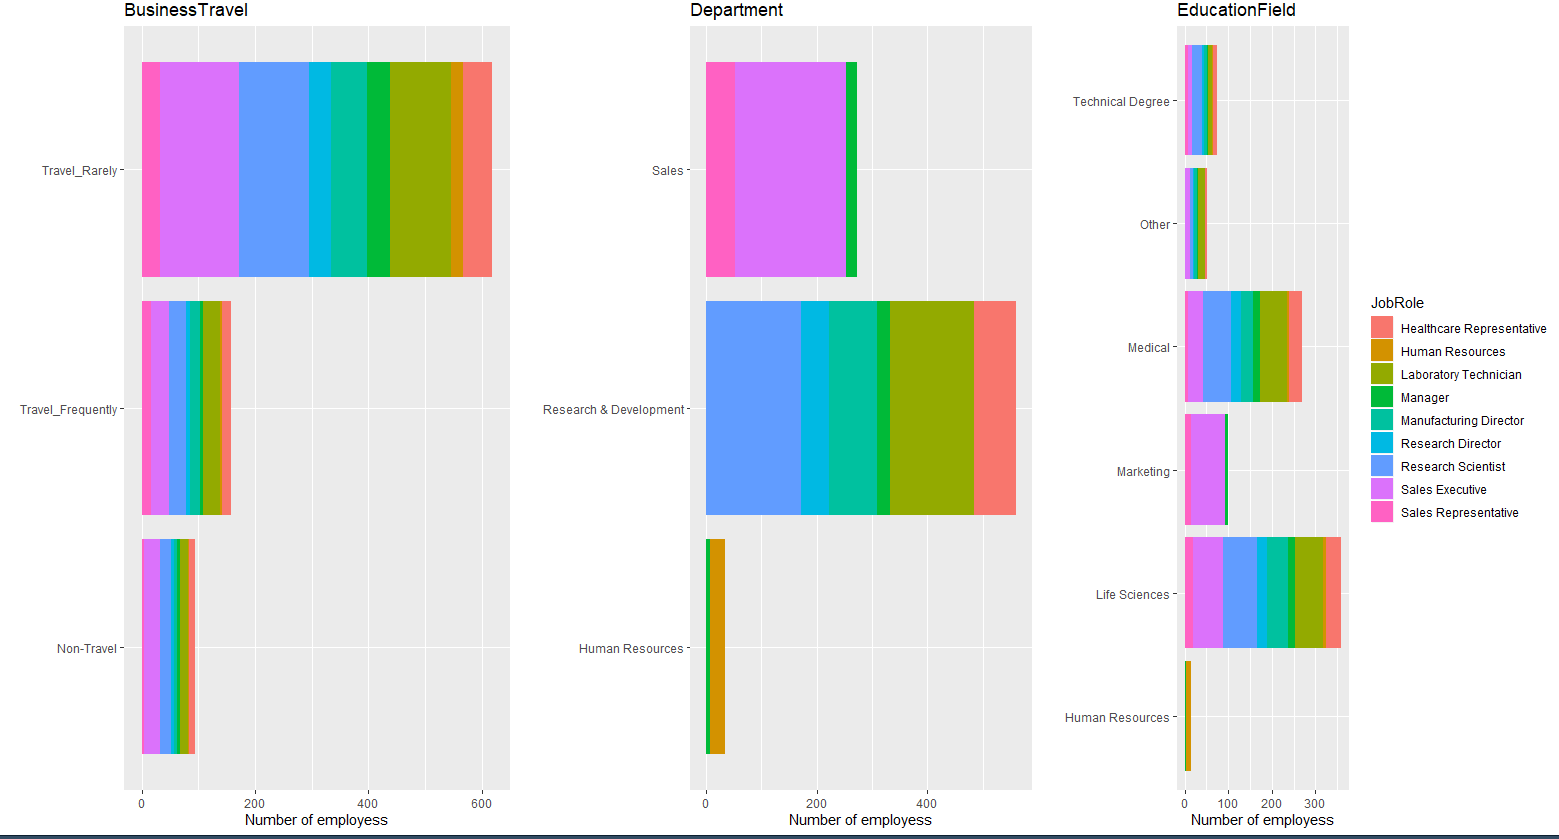 BusinessTravel
Travel_Rarely
Travel_Frequently
Non-Travel
0 200 400 600
Number of employess
Department
Sales
Research & Development
Human Resources
0 200 400
Number of employess
EducationField
Technical Degree
Other
Medical
Marketing
Life Sciences
Human Resources
0 100 200 300
Number of employess
JobRole
Healthcare Representative
Human Resources
Laboratory Technician
Manager
Manufacturing Director
Research Director
Research Scientist
Sales Executive
Sales Representative